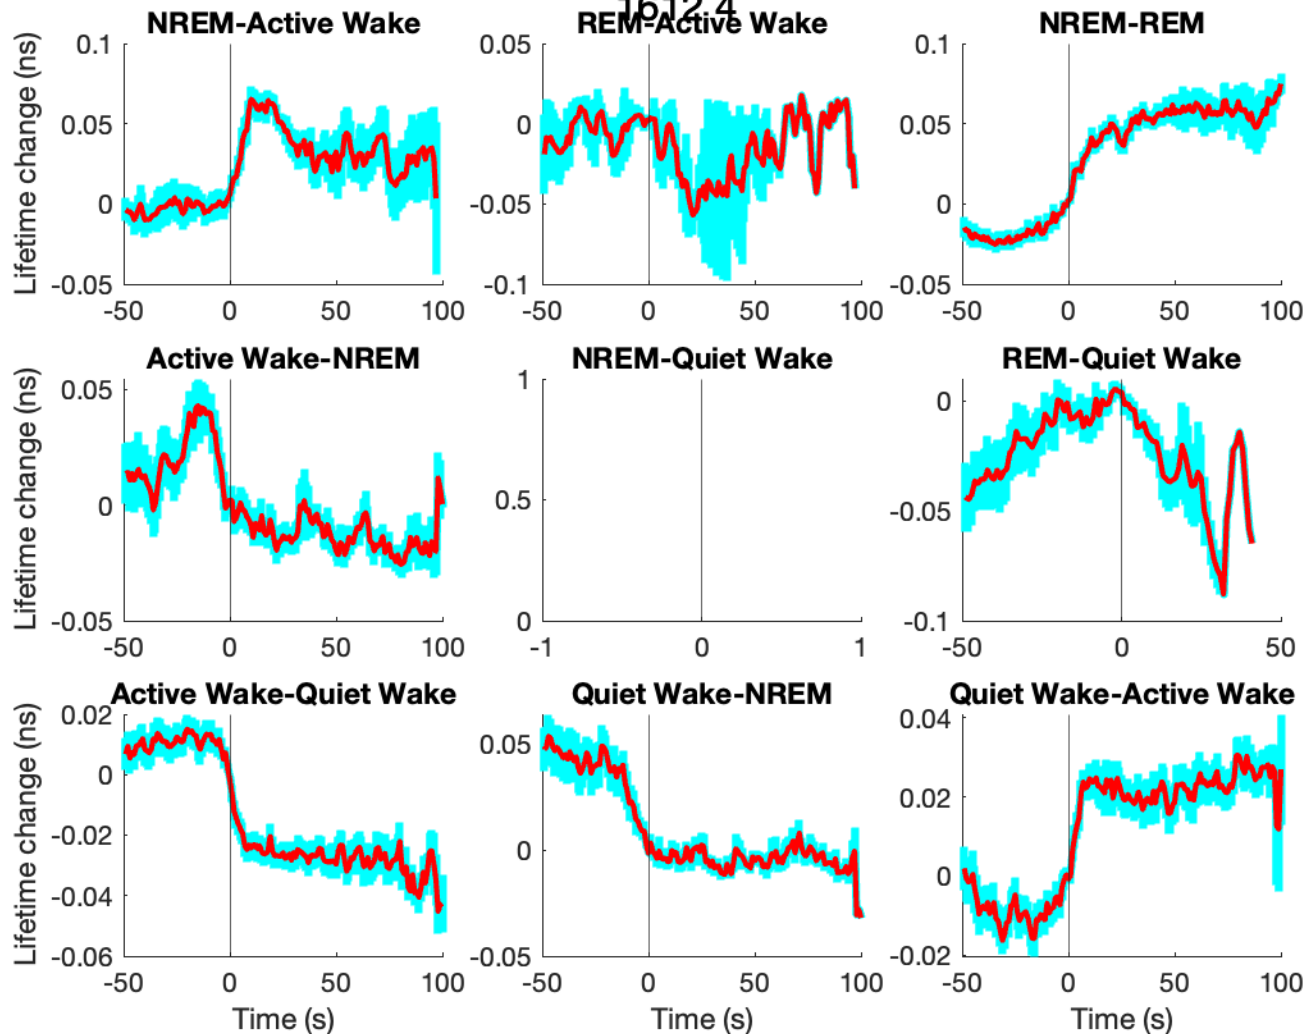 1612.4
NREM-Active Wake
REM-Active Wake
NREM-REM
Lifetime change (ns)
0.1
0.05
0
-0.05
-50 0 50 100
0.05
0
-0.05
-0.1
-50 0 50 100
0.1
0.05
0
-0.05
-50 0 50 100
Active Wake-NREM
NREM-Quiet Wake
REM-Quiet Wake
Lifetime change (ns)
0.05
0
-0.05
-50 0 50 100
1
0.5
0
-1 0 1
0
-0.05
-0.1
-50 0 50
Active Wake-Quiet Wake
Quiet Wake-NREM
Quiet Wake-Active Wake
Lifetime change (ns)
0.02
0
-0.02
-0.04
-0.06
-50 0 50 100
Time (s)
0.05
0
-0.05
-50 0 50 100
Time (s)
0.04
0.02
0
-0.02
-50 0 50 100
Time (s)